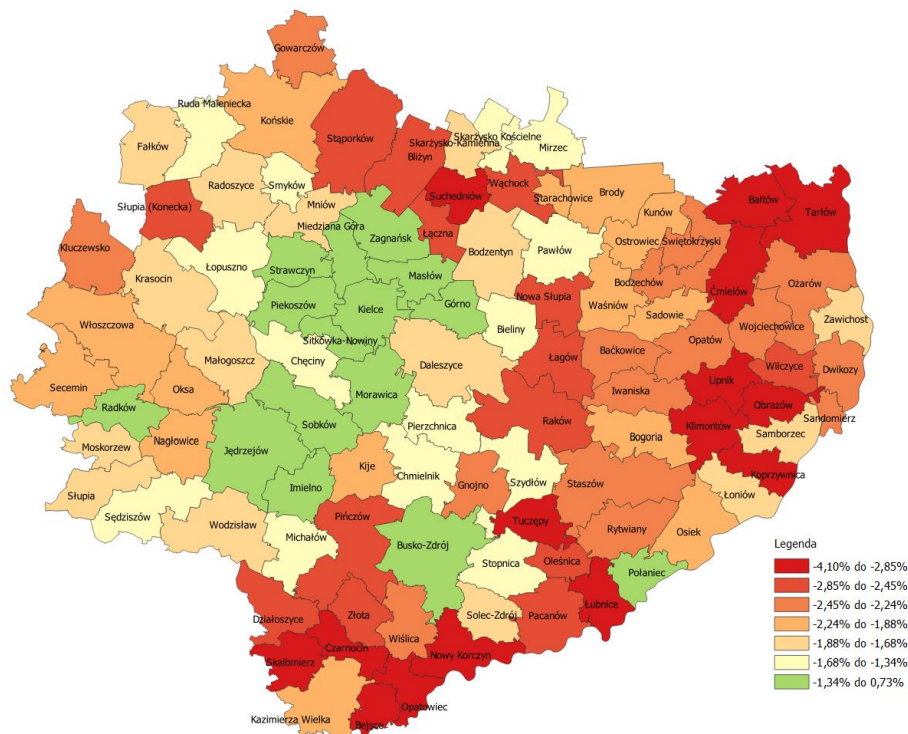 Gowarczów
Ruda Maleniecka
Końskie
Fałków
Stąporków
Skarżysko Kościelne
Skarżysko-Kamienna
Mirzec
Bliżyn
Radoszyce
Smyków
Suchedniów
Wąchock
Starachowice
Brody
Bałtów
Tarłów
Słupia (Konecka)
Mniów
Miedziana Góra
Zagnańsk
Łączna
Kunów
Ostrowiec
Świętokrzyski
Kluczewsko
Krasocin
Łopuszno
Strawczyn
Masłów
Bodzentyn
Pawłów
Bodzechów
Ćmielów
Ożarów
Piekoszów
Kielce
Górno
Nowa Słupia
Waśniów
Sadowie
Wojciechowice
Zawichost
Włoszczowa
Sitkówka-Nowiny
Bieliny
Małogoszcz
Chęciny
Daleszyce
Łagów
Baćkowice
Opatów
Wilczyce
Dwikozy
Secemin
Oksa
Morawica
Lipnik
Iwaniska
Obrazów
Radków
Sobków
Pierzchnica
Raków
Klimontów
Sandomierz
Moskorzew
Nagłowice
Jędrzejów
Bogoria
Samborzec
Słupia
Imielno
Kije
Chmielnik
Gnojno
Szydłów
Staszów
Koprzywnica
Łoniów
Sędziszów
Wodzisław
Pińczów
Tuczępy
Rytwiany
Osiek
Michałów
Busko-Zdrój
Stopnica
Oleśnica
Połaniec
Działoszyce
Złota
Wiślica
Solec-Zdrój
Pacanów
Łubnice
Skalbmierz
Czarnocin
Nowy Korczyn
Kazimierza Wielka
Bejsce
Opatowiec
Legenda
-4,10% do -2,85%
-2,85% do -2,45%
-2,45% do -2,24%
-2,24% do -1,88%
-1,88% do -1,68%
-1,68% do -1,34%
-1,34% do 0,73%